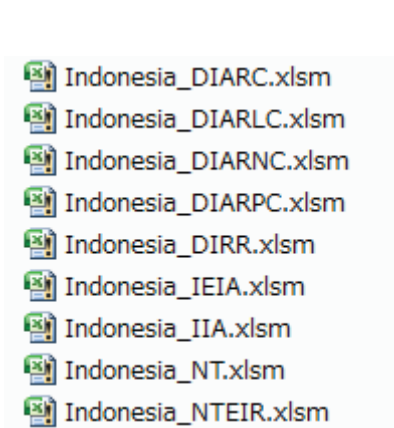 Indonesia_DIARC.xlsm
Indonesia_DIARLC.xlsm
Indonesia_DIARNC.xlsm
Indonesia_DIARPC.xlsm
Indonesia_DIRR.xlsm
Indonesia_IEIA.xlsm
Indonesia_IIA.xlsm
Indonesia_NT.xlsm
Indonesia_NTEIR.xlsm